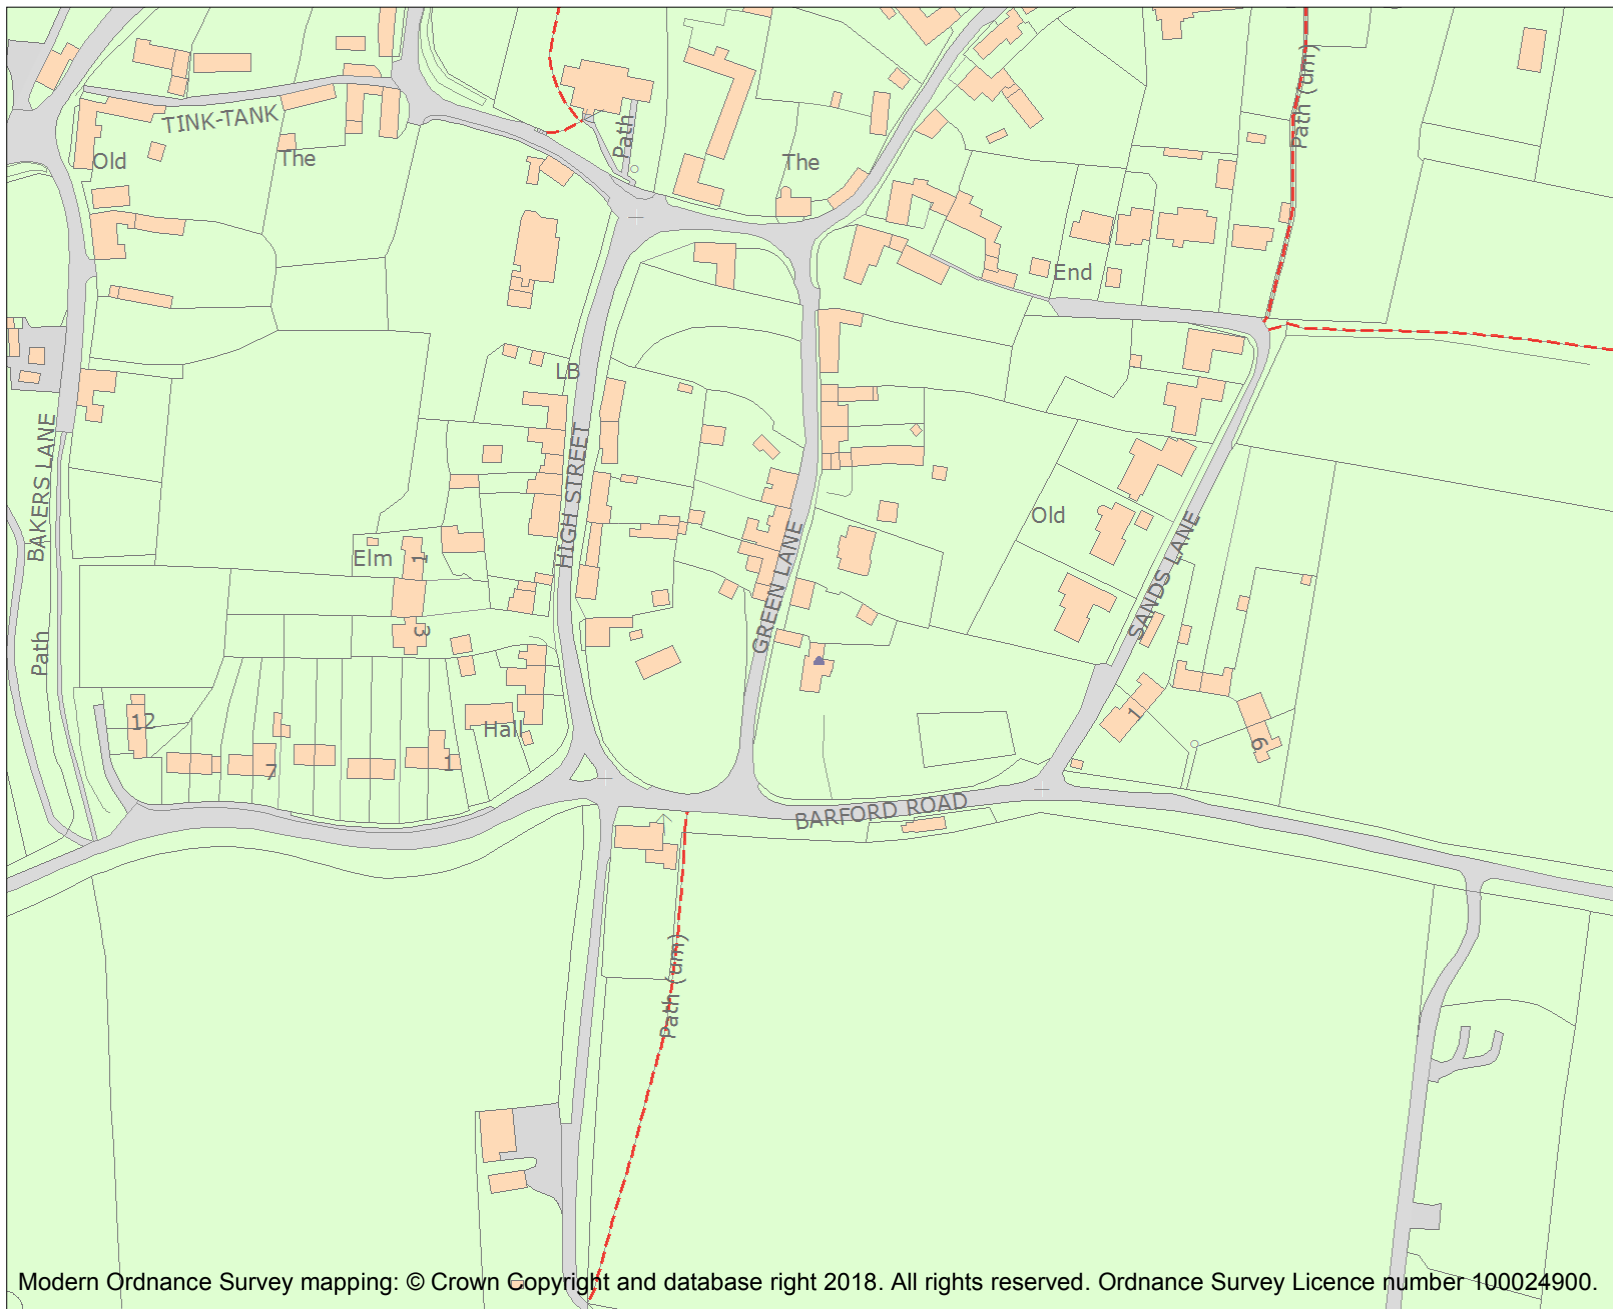 Path (um)
TINK-TANK
Path
Old
The
The
End
LB
BAKERS LANE
HIGH STREET
Old
Elm
1
GREEN LANE
SANDS LANE
Path
3
12
Hall
1
7
1
6
BARFORD ROAD
Path (um)
Modern Ordnance Survey mapping: © Crown Copyright and database right 2018. All rights reserved. Ordnance Survey Licence number 100024900.